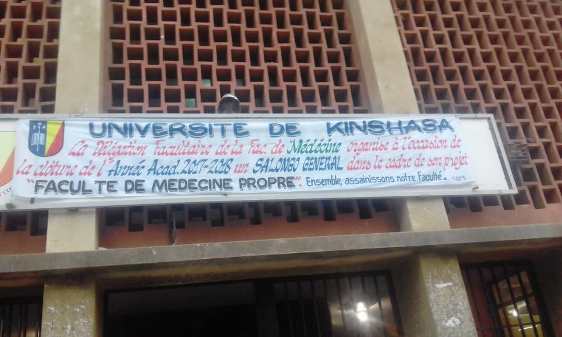 UNIVERSITE DE KINSHASA
La Délégation Facultaire de la Fac de Médecine organise à l'occasion
de la clôture de l'Année Acad. 2017-2018 un SALONGO GENERAL dans le cadre de son projet
"FACULTE DE MEDECINE PROPRE". Ensemble, assainissons notre Faculté.